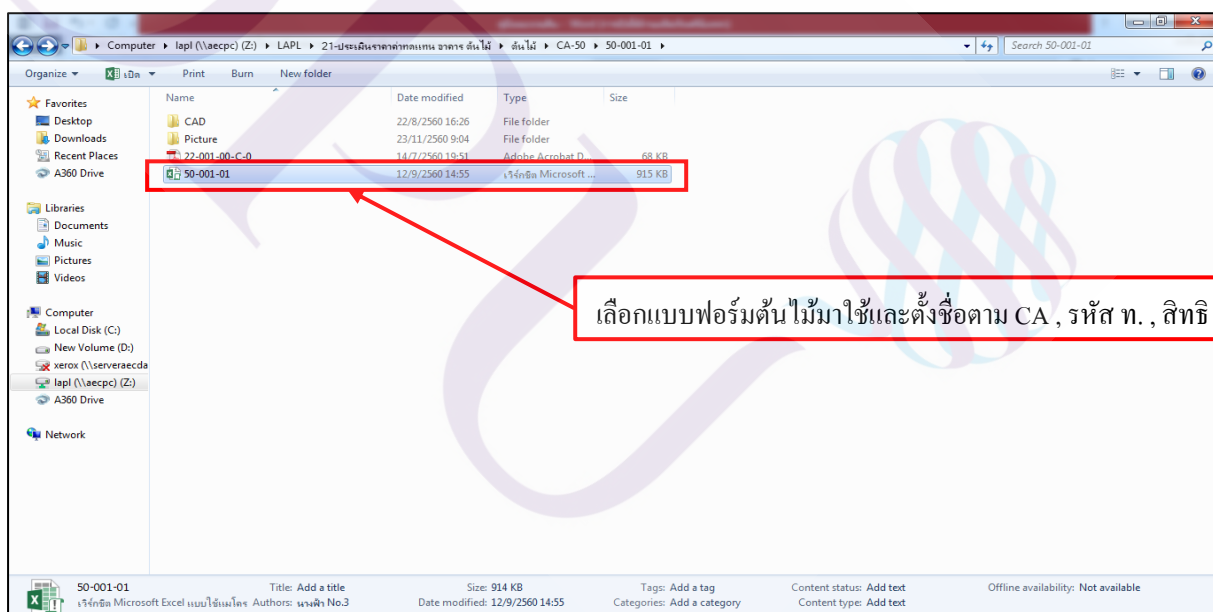 Computer ▸ lapl (\\aecpc) (Z:) ▸ LAPL ▸ 21-ประเมินราคาค่าทดแทน อาคาร ต้นไม้ ▸ ต้นไม้ ▸ CA-50 ▸ 50-001-01 ▸
Search 50-001-01
Organize เปิด Print Burn New folder
Name Date modified Type Size
Favorites
Desktop
Downloads
Recent Places
A360 Drive
CAD 22/8/2560 16:26 File folder
Picture 23/11/2560 9:04 File folder
22-001-00-C-0 14/7/2560 19:51 Adobe Acrobat D... 68 KB
50-001-01 12/9/2560 14:55 เวิร์กชีต Microsoft ... 915 KB
Libraries
Documents
Music
Pictures
Videos
เลือกแบบฟอร์มต้นไม้มาใช้และตั้งชื่อตาม CA , รหัส ท. , สิทธิ
Computer
Local Disk (C:)
New Volume (D:)
xerox (\\serveraecda
lapl (\\aecpc) (Z:)
A360 Drive
Network
50-001-01 Title: Add a title Size: 914 KB Tags: Add a tag Content status: Add text Offline availability: Not available
เวิร์กชีต Microsoft Excel แบบใช้แมโคร Authors: นางฟ้า No.3 Date modified: 12/9/2560 14:55 Categories: Add a category Content type: Add text